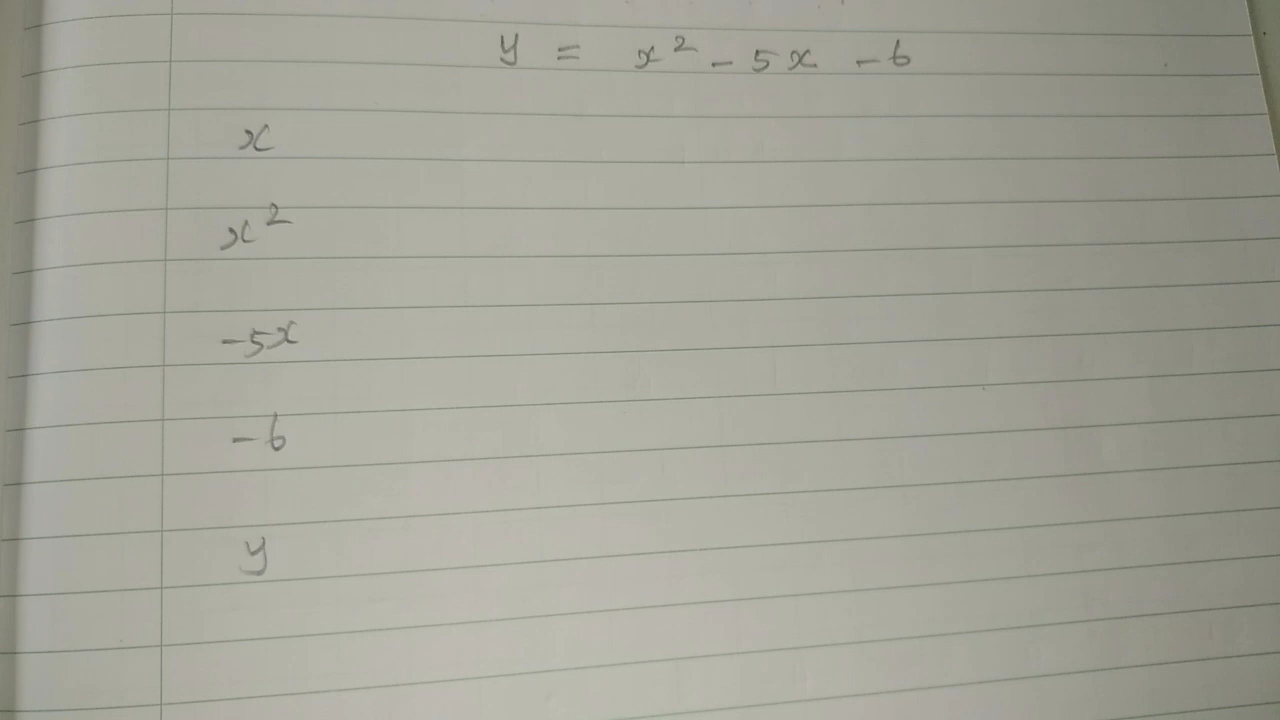 y = x² - 5x - 6
x
x²
-5x
-6
y